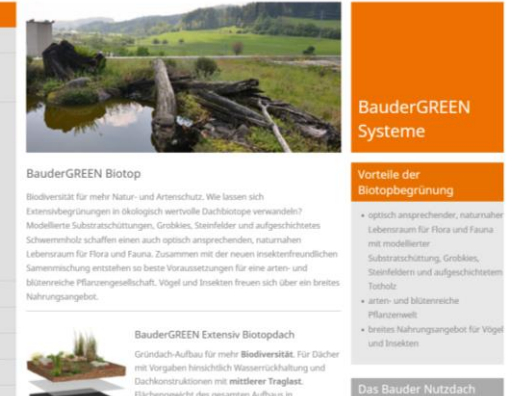 BauderGREEN Biotop
Biodiversität für mehr Natur- und Artenschutz. Wie lassen sich
Extensivbegrünungen in ökologisch wertvolle Dachbiotope verwandeln?
Modellierte Substratschüttungen, Grobkies, Steinfelder und aufgeschichtetes
Schwemmholz schaffen einen auch optisch ansprechenden, naturnahen
Lebensraum für Flora und Fauna. Zusammen mit der neuen insektenfreundlichen
Samenmischung entstehen so beste Voraussetzungen für eine arten- und
blütenreiche Pflanzengesellschaft. Vögel und Insekten freuen sich über ein breites
Nahrungsangebot.
BauderGREEN Extensiv Biotopdach
Gründach-Aufbau für mehr Biodiversität. Für Dächer
mit Vorgaben hinsichtlich Wasserrückhaltung und
Dachkonstruktionen mit mittlerer Traglast.
Flächengewicht des gesamten Aufbaus in
BauderGREEN
Systeme
Vorteile der
Biotopbegrünung
• optisch ansprechender, naturnaher
Lebensraum für Flora und Fauna
mit modellierter
Substratschüttung, Grobkies,
Steinfeldern und aufgeschichtetem
Totholz
• arten- und blütenreiche
Pflanzenwelt
• breites Nahrungsangebot für Vögel
und Insekten
Das Bauder Nutzdach